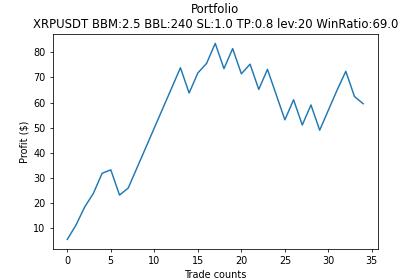 Portfolio
XRPUSDT BBM:2.5 BBL:240 SL:1.0 TP:0.8 lev:20 WinRatio:69.0
Profit ($)
80
70
60
50
40
30
20
10
0 5 10 15 20 25 30 35
Trade counts